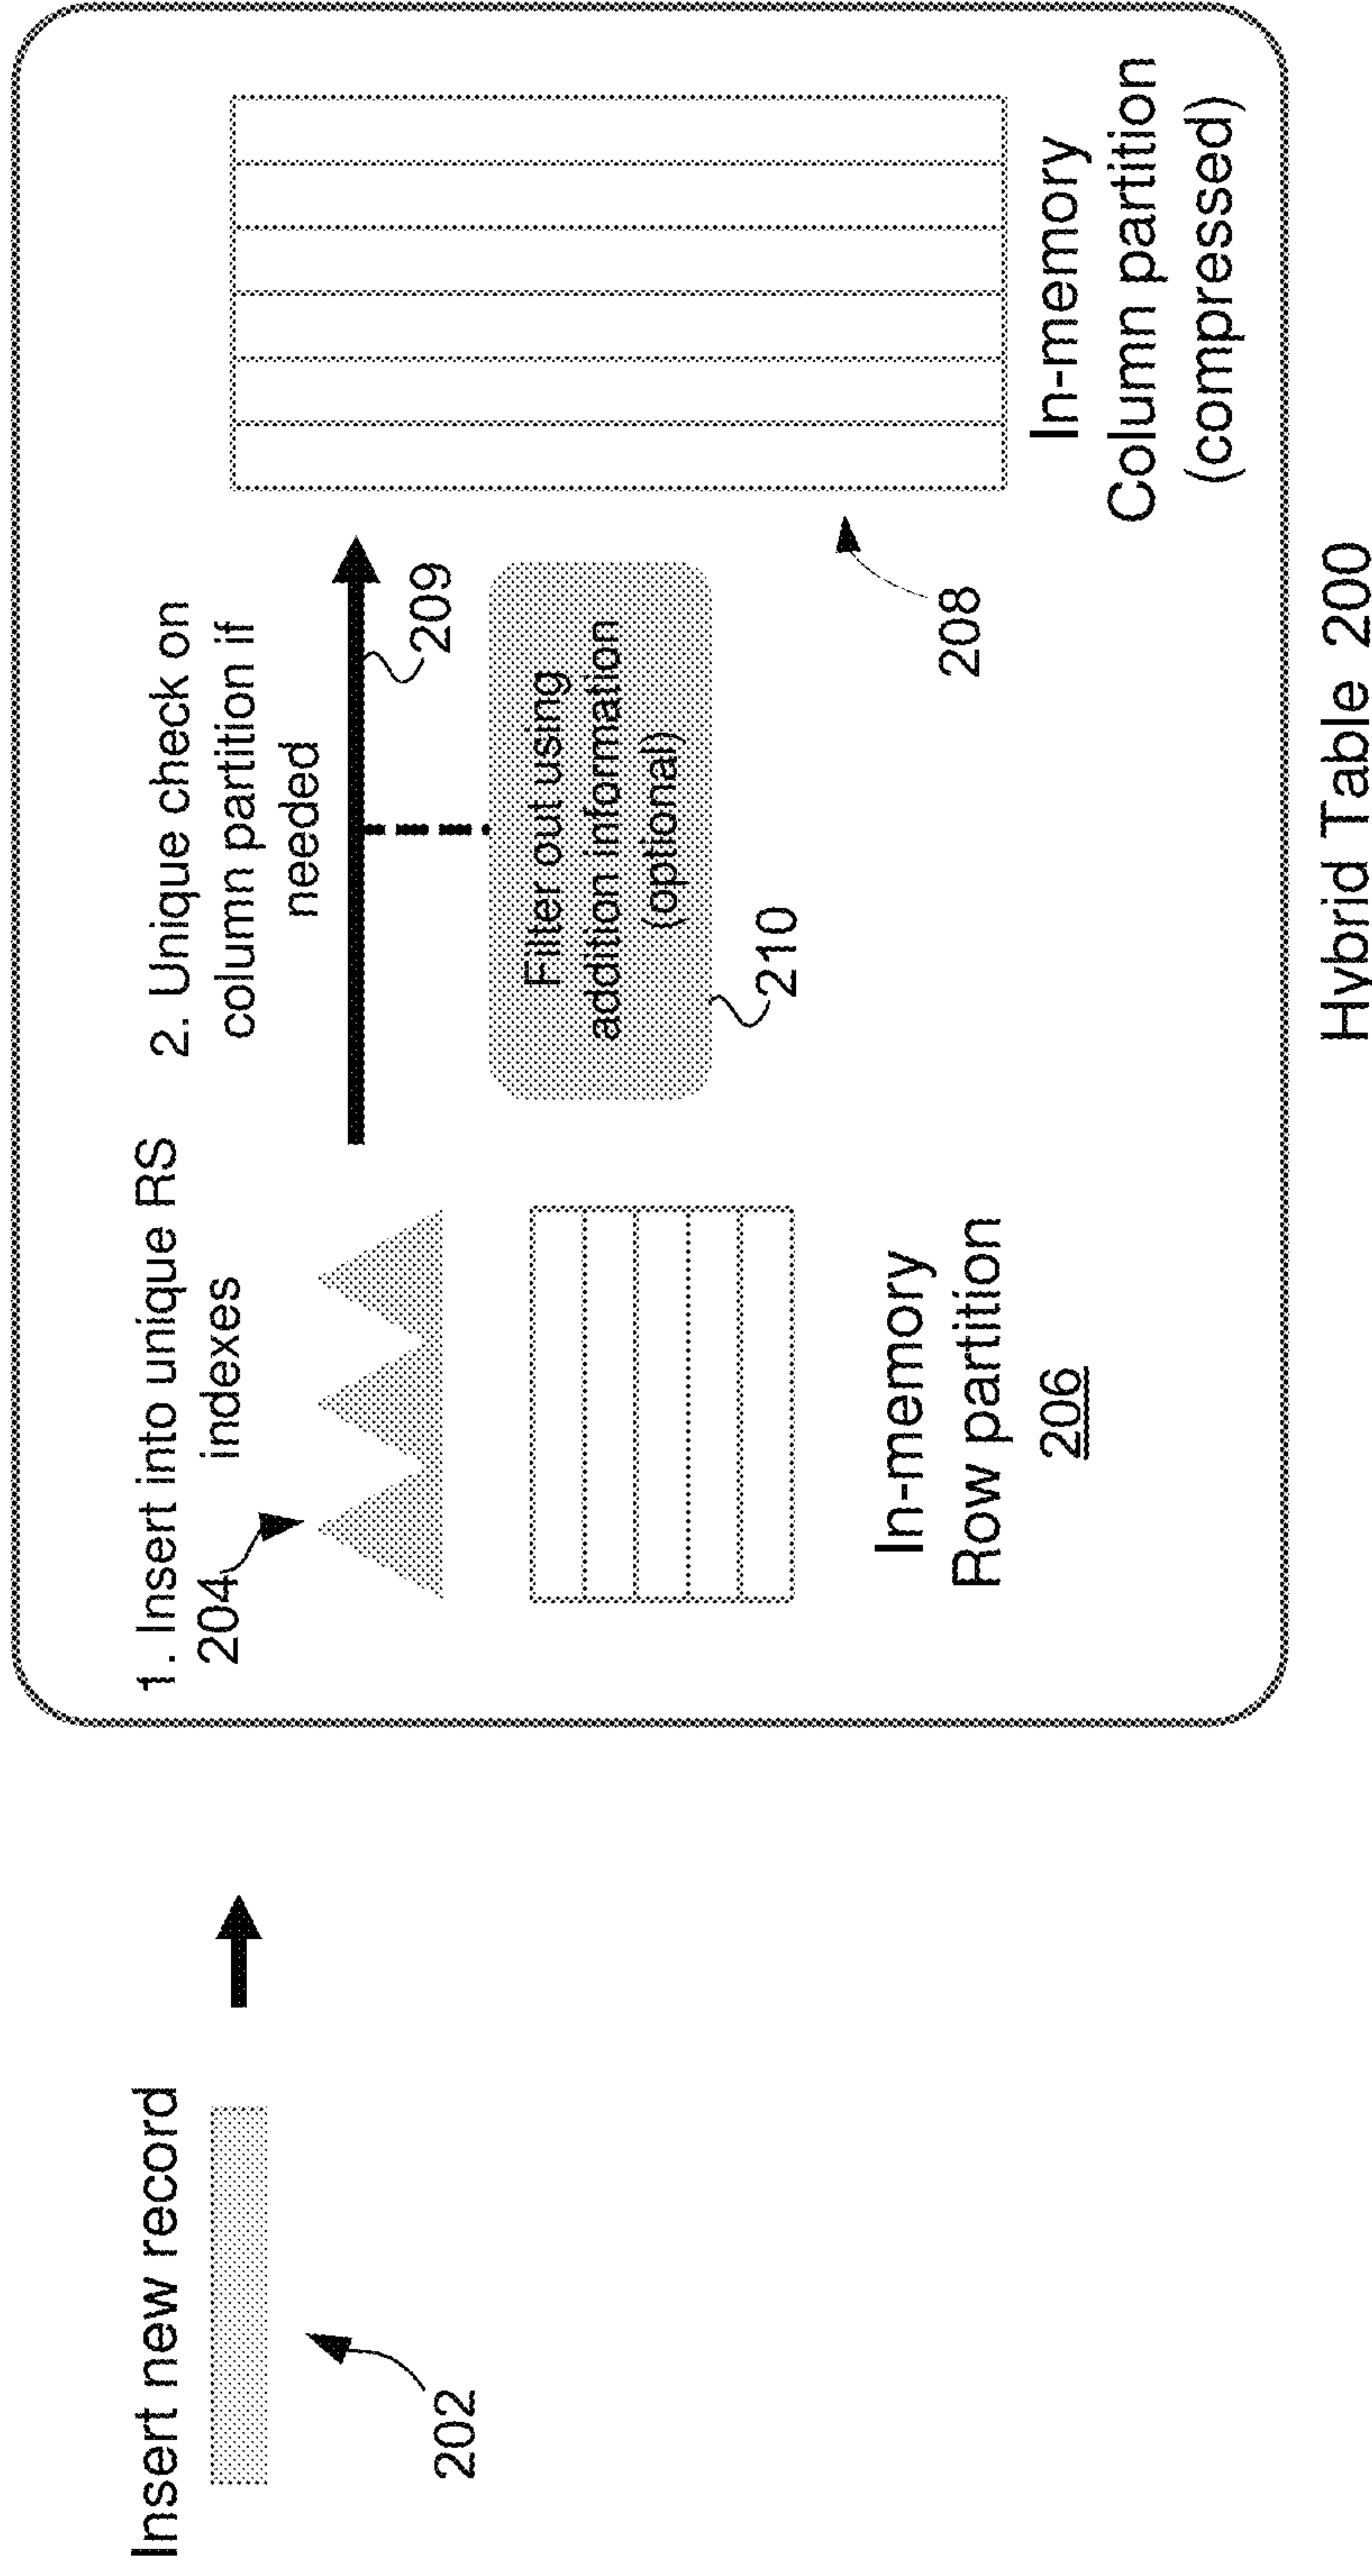 Insert new record
202
1. Insert into unique RS
indexes
204
2. Unique check on
column partition if
needed
209
Filter out using
addition information
(optional)
210
In-memory
Row partition
206
208
In-memory
Column partition
(compressed)
Hybrid Table 200